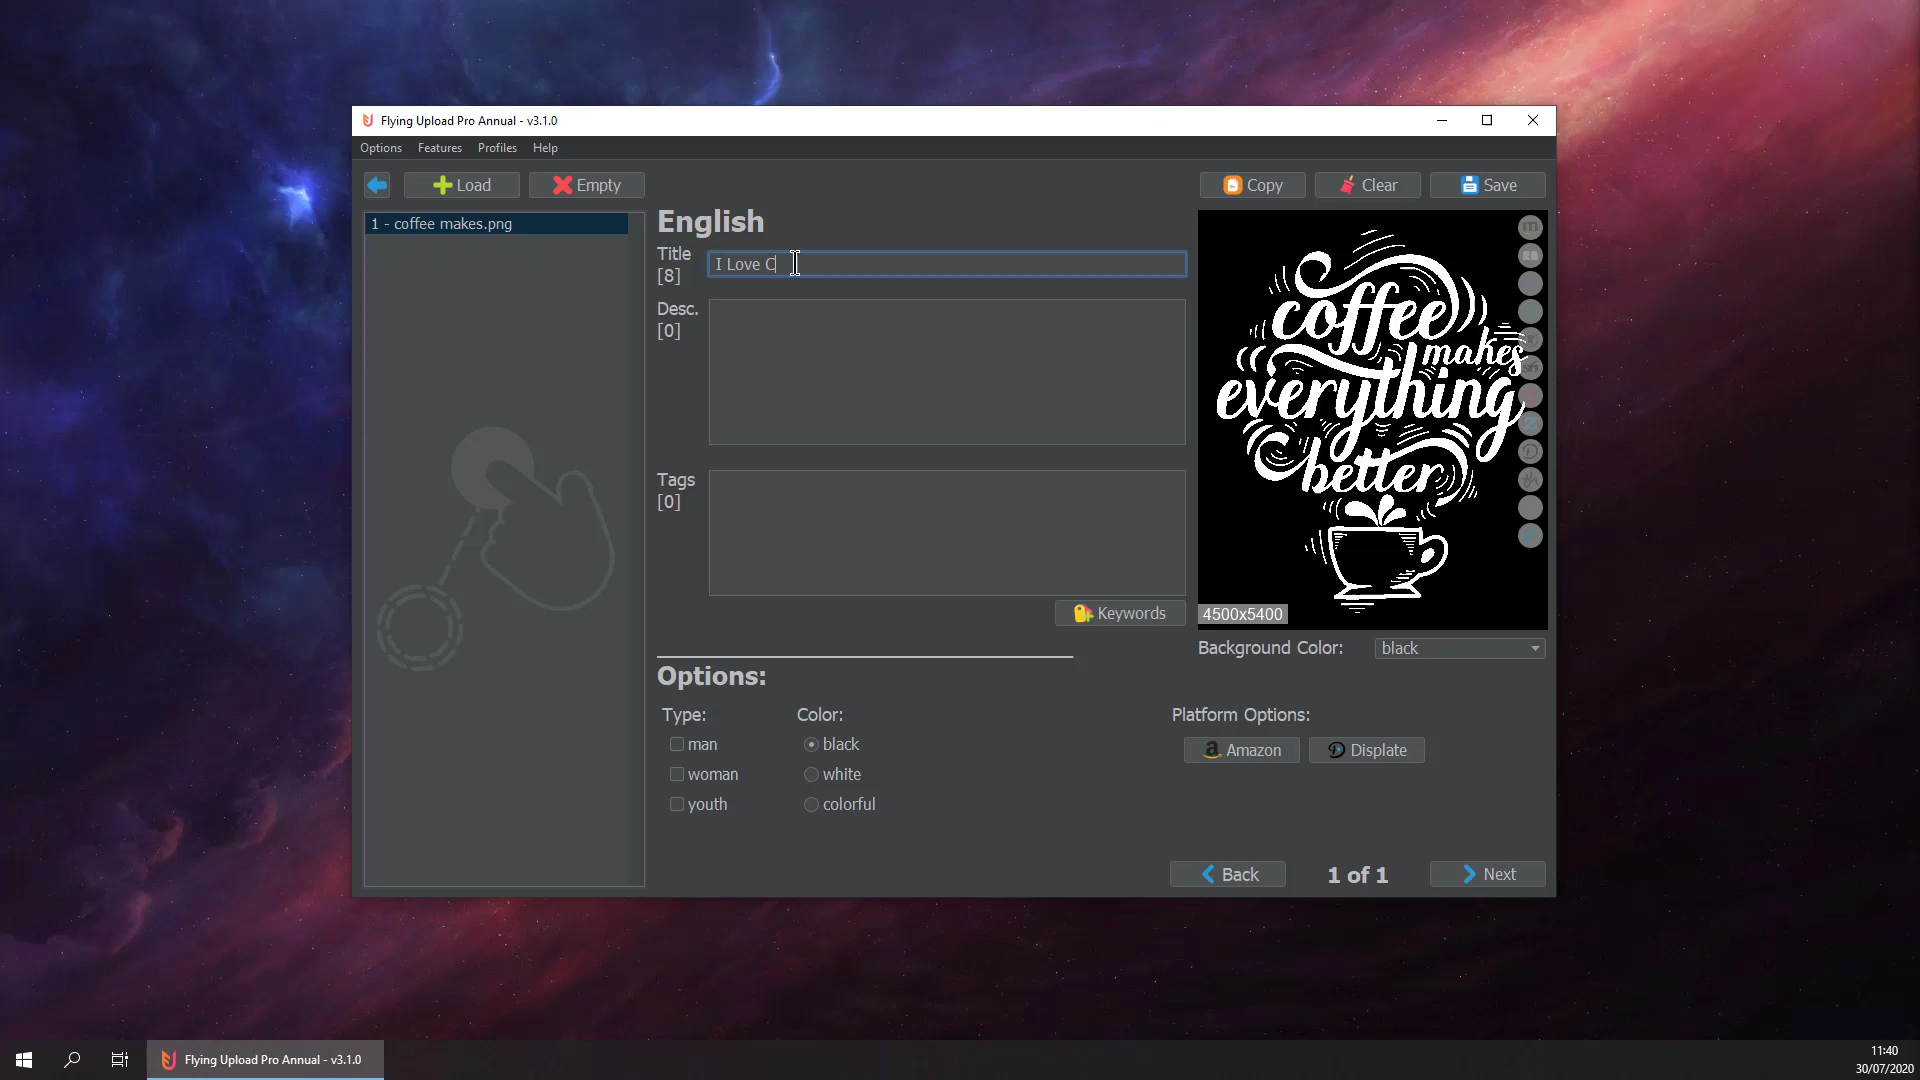 Flying Upload Pro Annual - v3.1.0
Options Features Profiles Help
Load Empty Copy Clear Save
1 - coffee makes.png
English
Title
[8]
I Love C
Desc.
[0]
Tags
[0]
Keywords
coffee
makes
everything
better
4500x5400
Background Color: black
Options:
Type: Color: Platform Options:
man black Amazon Displate
woman white
youth colorful
Back 1 of 1 Next
Flying Upload Pro Annual - v3.1.0
11:40
30/07/2020